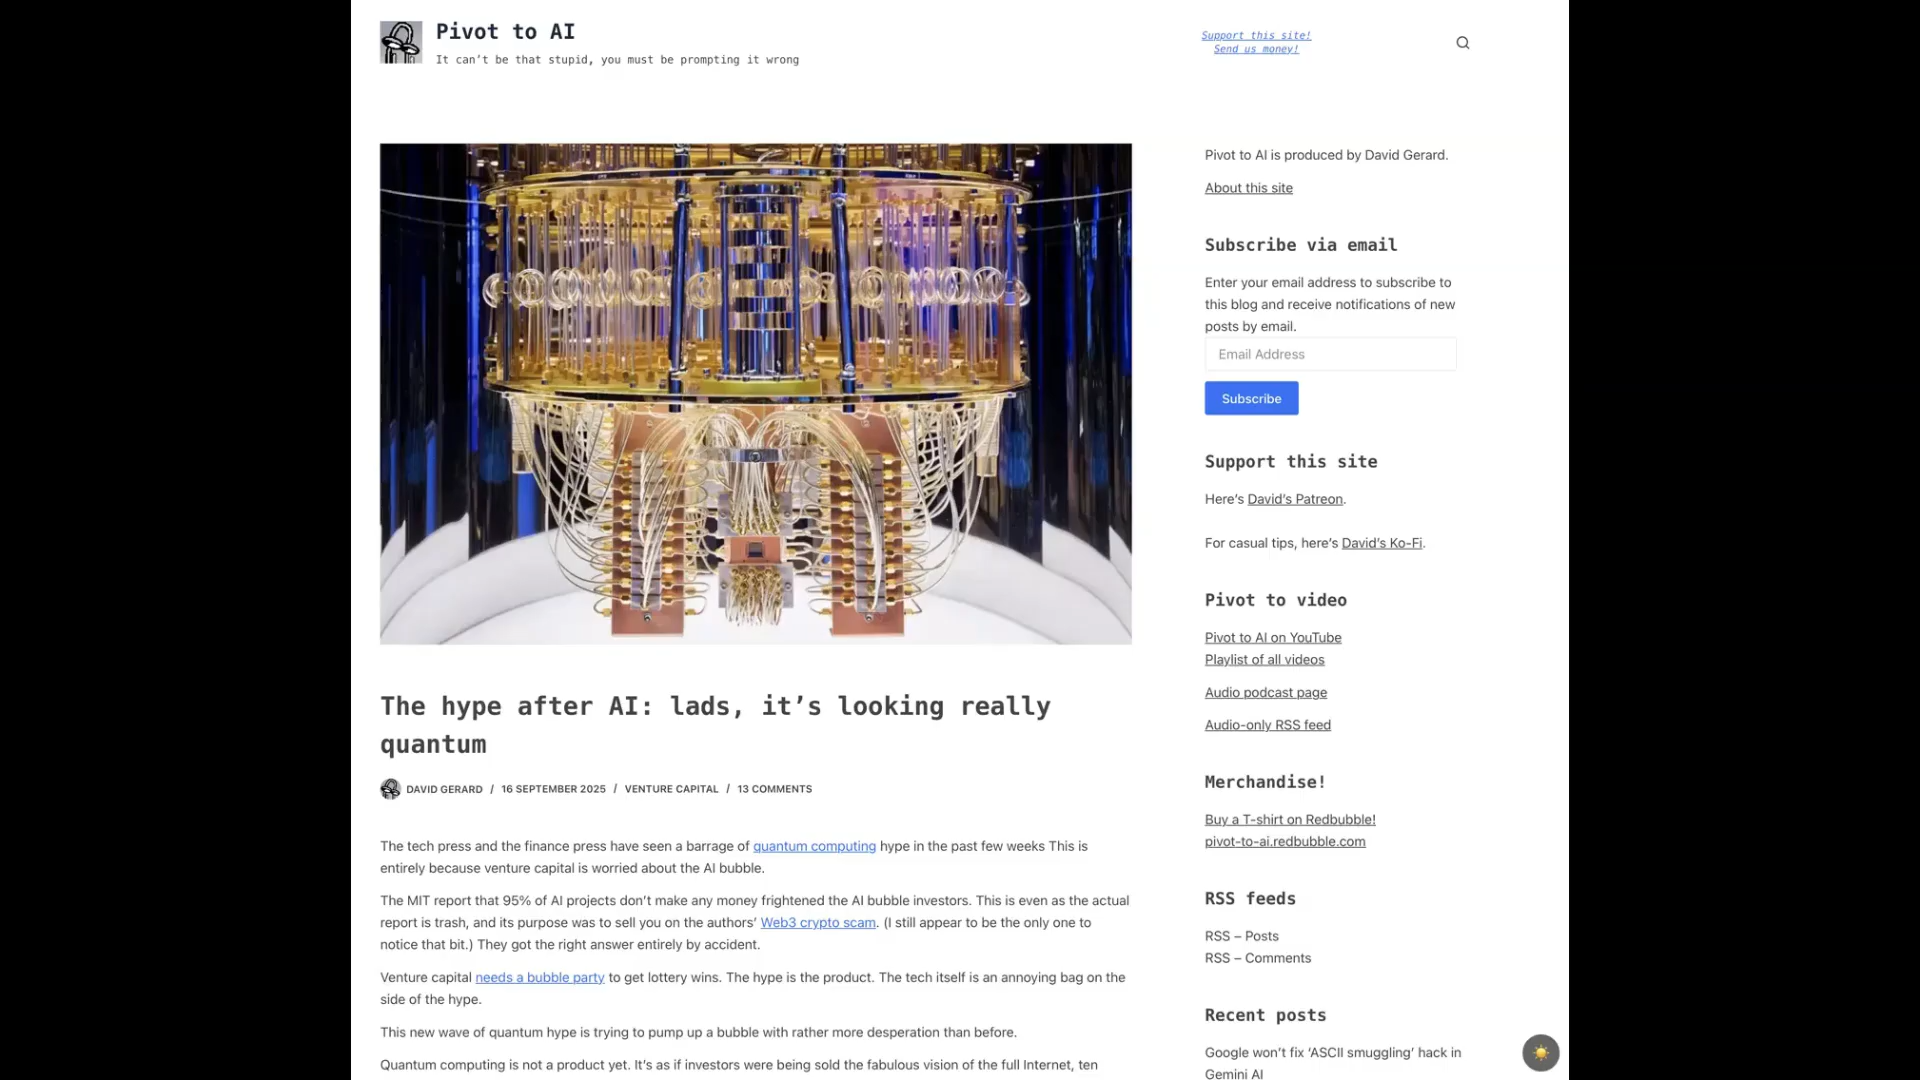 Pivot to AI
It can’t be that stupid, you must be prompting it wrong
Support this site!
Send us money!
The hype after AI: lads, it’s looking really
quantum
DAVID GERARD / 16 SEPTEMBER 2025 / VENTURE CAPITAL / 13 COMMENTS
The tech press and the finance press have seen a barrage of quantum computing hype in the past few weeks This is
entirely because venture capital is worried about the AI bubble.
The MIT report that 95% of AI projects don’t make any money frightened the AI bubble investors. This is even as the actual
report is trash, and its purpose was to sell you on the authors’ Web3 crypto scam. (I still appear to be the only one to
notice that bit.) They got the right answer entirely by accident.
Venture capital needs a bubble party to get lottery wins. The hype is the product. The tech itself is an annoying bag on the
side of the hype.
This new wave of quantum hype is trying to pump up a bubble with rather more desperation than before.
Quantum computing is not a product yet. It’s as if investors were being sold the fabulous vision of the full Internet, ten
Pivot to AI is produced by David Gerard.
About this site
Subscribe via email
Enter your email address to subscribe to
this blog and receive notifications of new
posts by email.
Email Address
Subscribe
Support this site
Here’s David’s Patreon.
For casual tips, here’s David’s Ko-Fi.
Pivot to video
Pivot to AI on YouTube
Playlist of all videos
Audio podcast page
Audio-only RSS feed
Merchandise!
Buy a T-shirt on Redbubble!
pivot-to-ai.redbubble.com
RSS feeds
RSS – Posts
RSS – Comments
Recent posts
Google won’t fix ‘ASCII smuggling’ hack in
Gemini AI